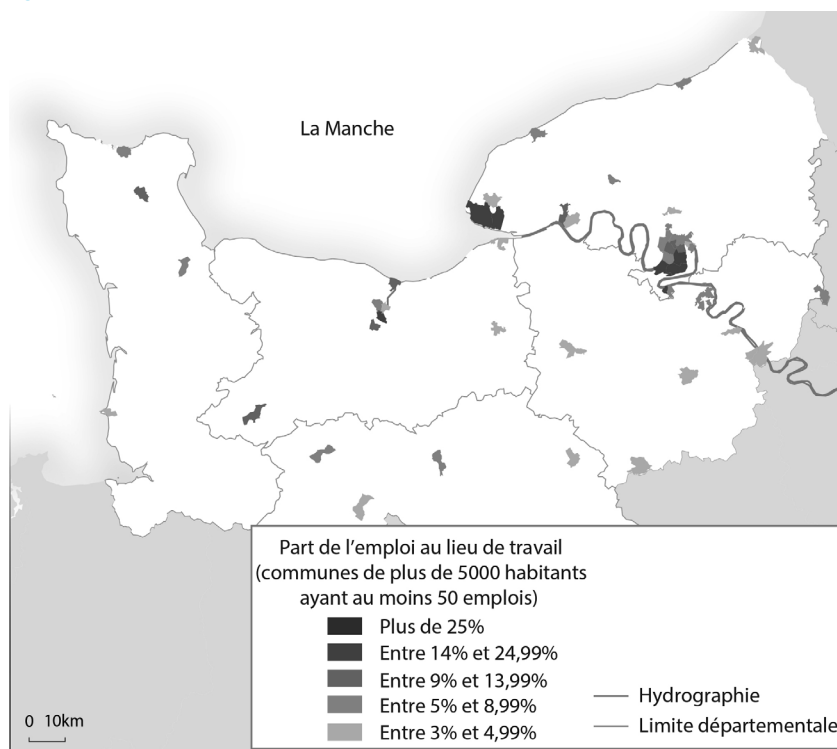 La Manche
Part de l'emploi au lieu de travail
(communes de plus de 5000 habitants
ayant au moins 50 emplois)
Plus de 25%
Entre 14% et 24,99%
Entre 9% et 13,99%
Entre 5% et 8,99%
Entre 3% et 4,99%
Hydrographie
Limite départementale
0 10km